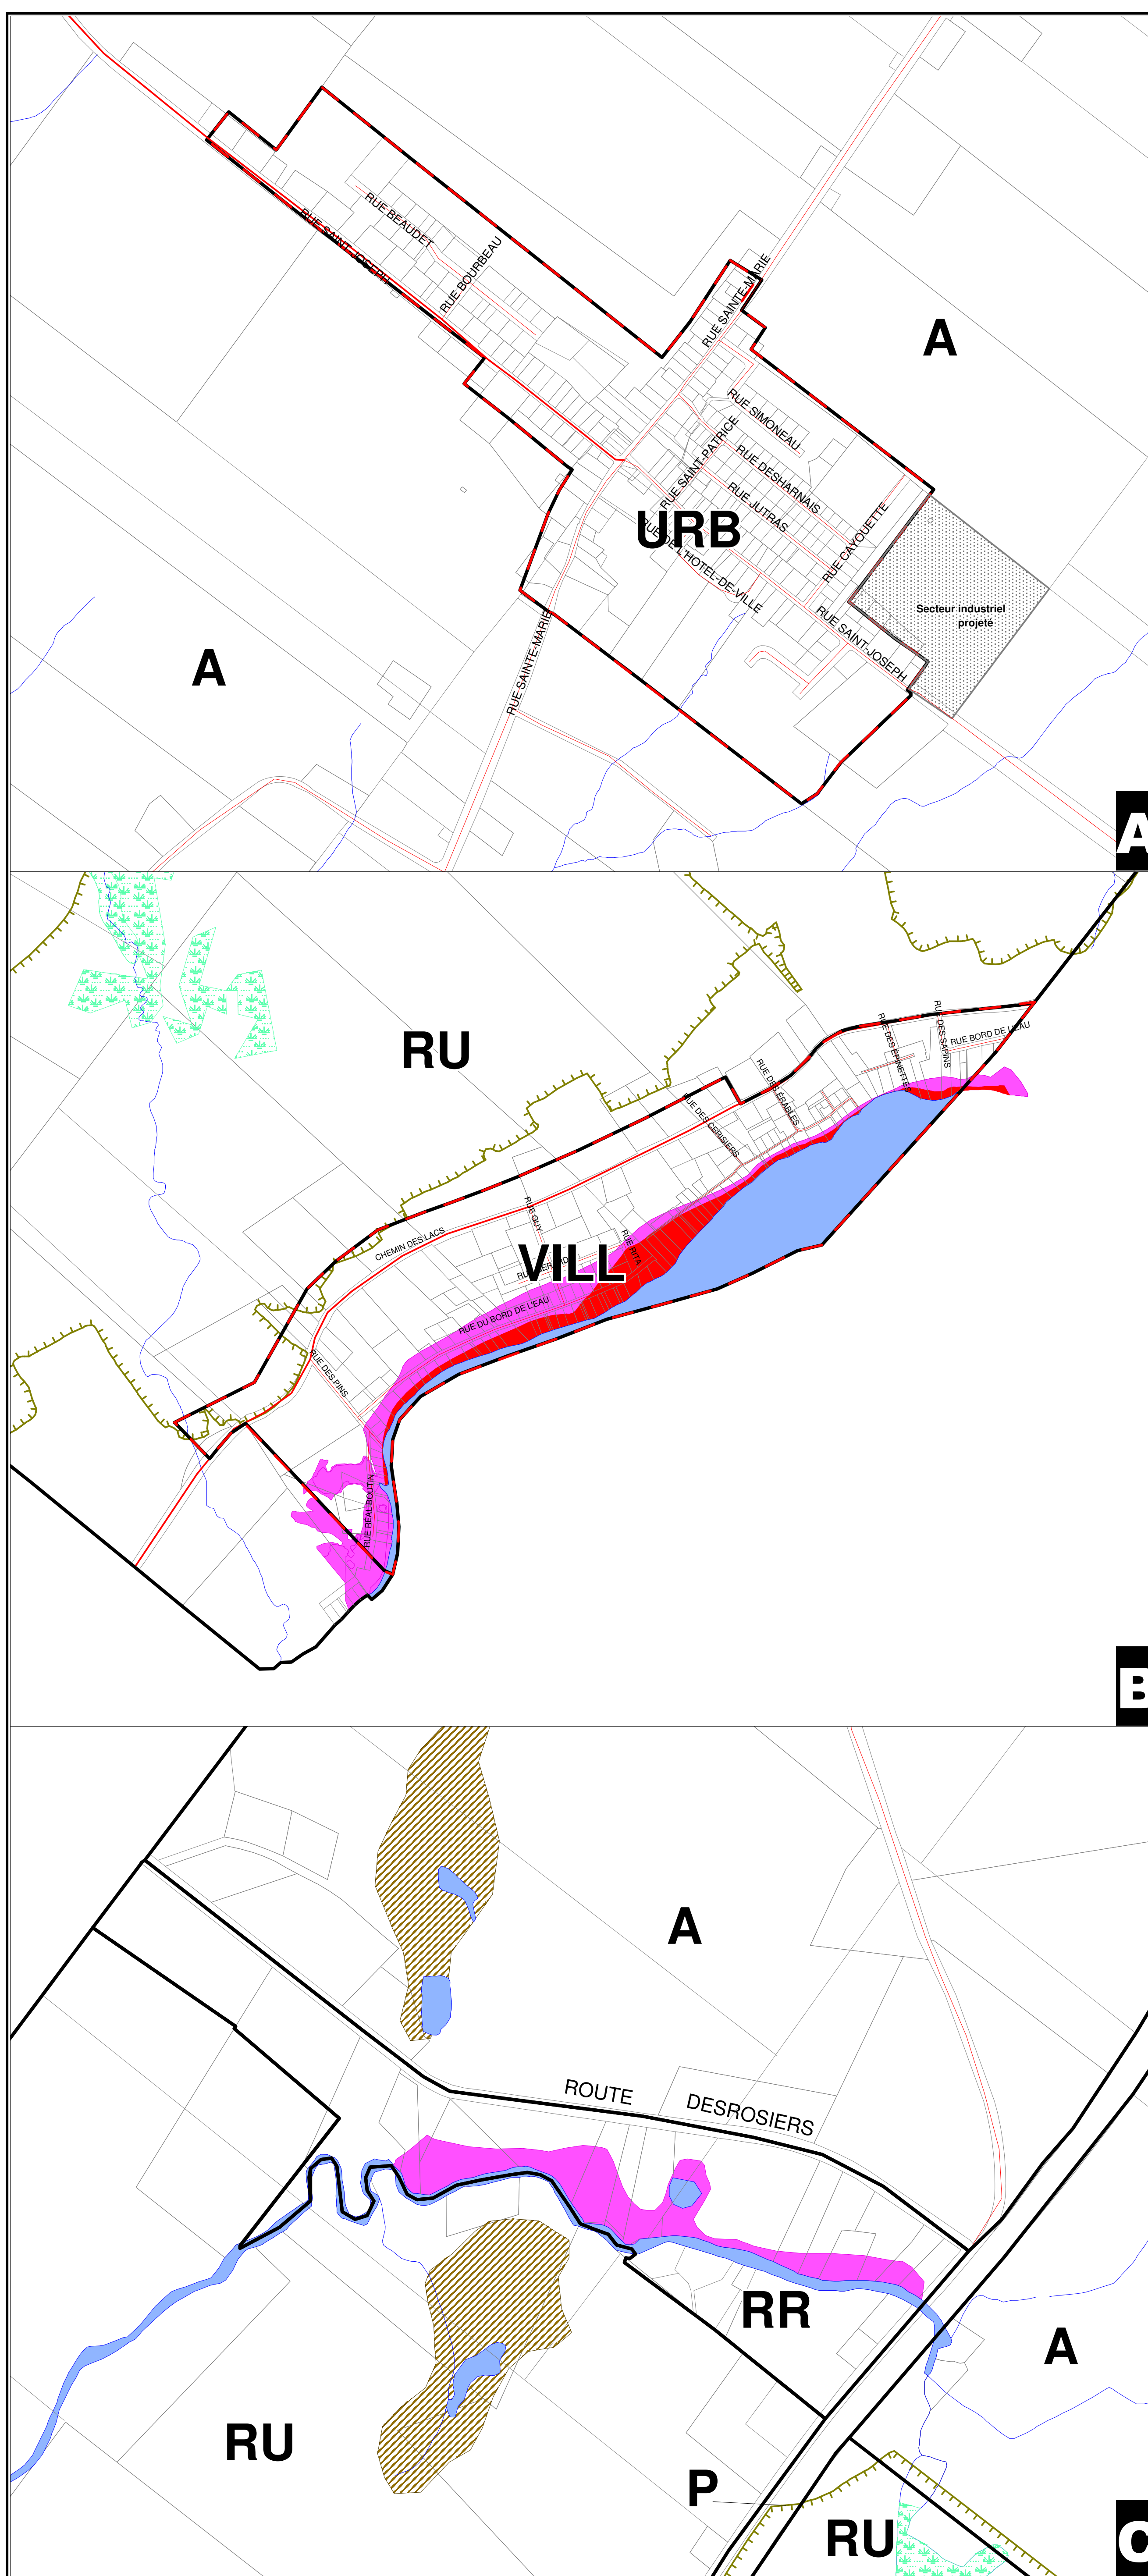 RUE BEAUDET
RUE SAINT-JOSEPH
RUE BOURBEAU
RUE SAINTE-MARIE
A
RUE SIMONEAU
RUE SAINT-PATRICE
RUE DESHARNAIS
RUE JUTRAS
RUE CAYOUETTE
URB
RUE DE L'HOTEL-DE-VILLE
Secteur industriel
projeté
RUE SAINT-JOSEPH
A
RUE SAINTE-MARIE
A
RU
RUE DES ÉPINETTES
RUE DES SAPINS
RUE BORD DE L'EAU
RUE DES ÉRABLES
RUE DES CERISIERS
RUE GUY
CHEMIN DES LACS
RUE RITA
VILL
RUE DU BORD DE L'EAU
RUE DES PINS
RUE RÉAL BOUTIN
B
A
ROUTE DESROSIERS
RR
A
RU
P
RU
C